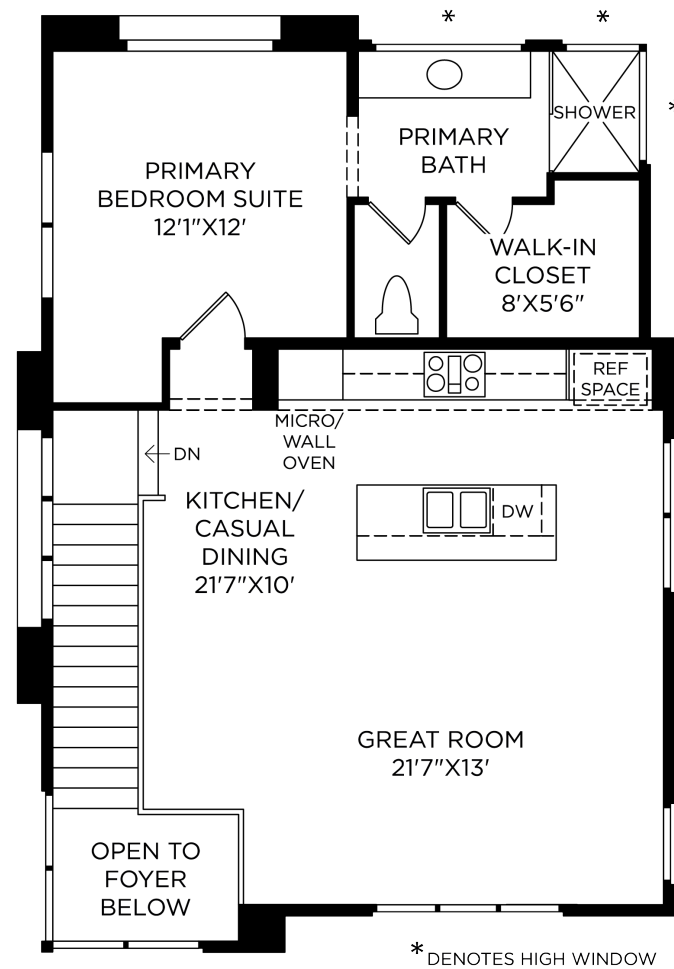 *
*
SHOWER
*
PRIMARY
BATH
PRIMARY
BEDROOM SUITE
12'1"X12'
WALK-IN
CLOSET
8'X5'6"
REF
SPACE
MICRO/
WALL
OVEN
DN
KITCHEN/
CASUAL
DINING
21'7"X10'
DW
GREAT ROOM
21'7"X13'
OPEN TO
FOYER
BELOW
* DENOTES HIGH WINDOW